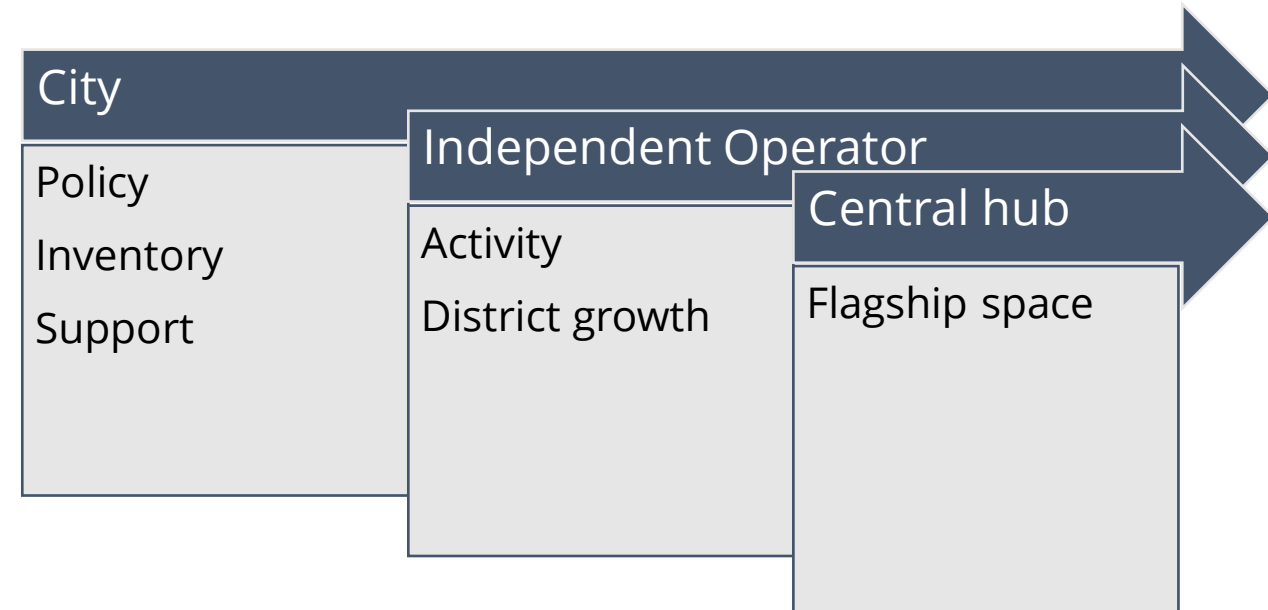 City
Policy
Inventory
Support
Independent Operator
Activity
District growth
Central hub
Flagship space